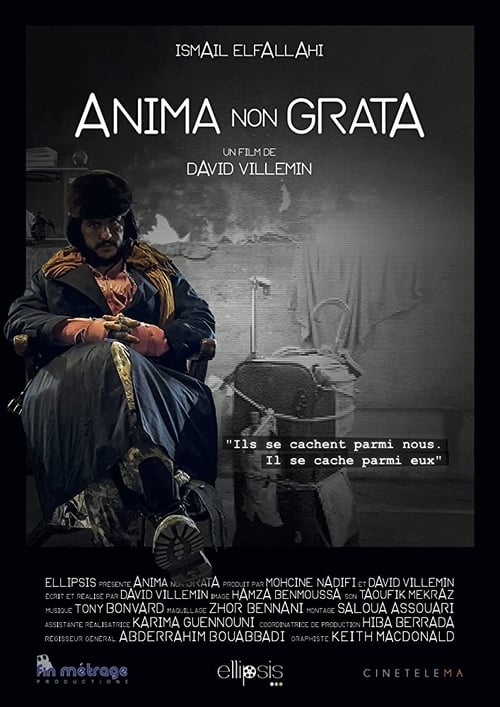 ISMAIL ELFALLAHI
ANIMA NON GRATA
UN FILM DE
DAVID VILLEMIN
"Ils se cachent parmi nous.
Il se cache parmi eux"
ELLIPSIS PRÉSENTE ANIMA NON GRATA PRODUIT PAR MOHCINE NADIFI ET DAVID VILLEMIN
ÉCRIT ET RÉALISÉ PAR DAVID VILLEMIN IMAGE HAMZA BENMOUSSA SON TAOUFIK MEKRAZ
MUSIQUE TONY BONVARD MAQUILLAGE ZHOR BENNANI MONTAGE SALOUA ASSOUARI
ASSISTANTE RÉALISATRICE KARIMA GUENNOUNI COORDINATRICE DE PRODUCTION HIBA BERRADA
RÉGISSEUR GÉNÉRAL ABDERRAHIM BOUABBADI GRAPHISTE KEITH MACDONALD
fin métrage
PRODUCTIONS
ellipsis
CINETELEMA